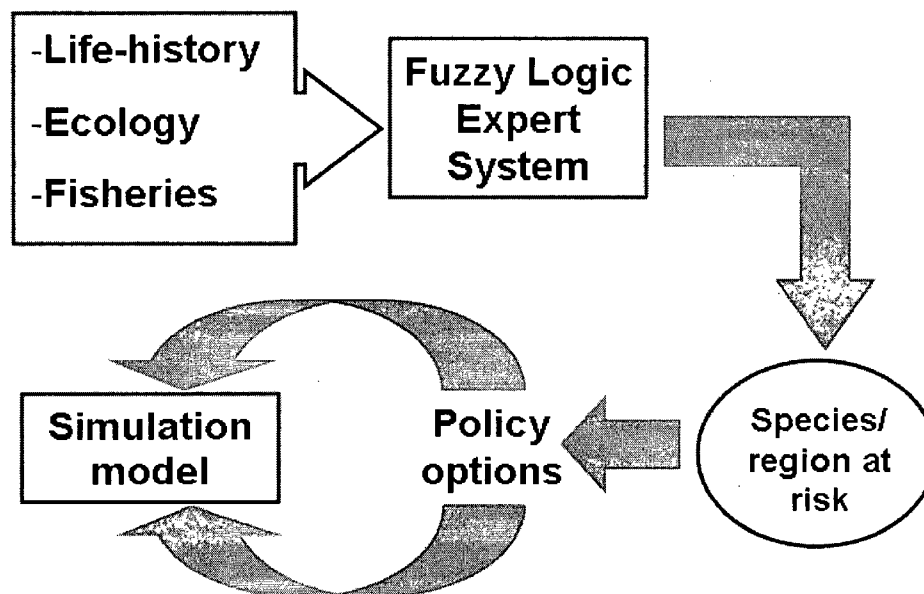 -Life-history
-Ecology
-Fisheries
Fuzzy Logic
Expert
System
Species/
region at
risk
Policy
options
Simulation
model